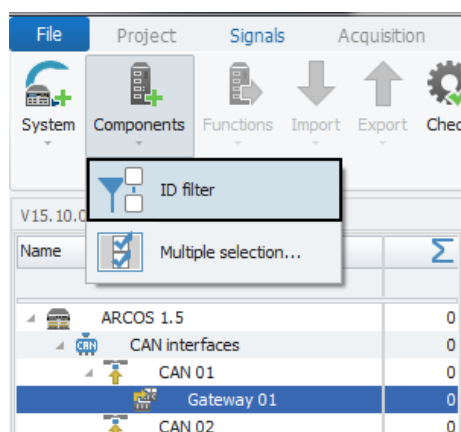 File Project Signals Acquisition
System Components Functions Import Export Chec
ID filter
V15.10.0
Multiple selection...
Name Σ
ARCOS 1.5 0
CAN interfaces 0
CAN 01 0
Gateway 01 0
CAN 02 0